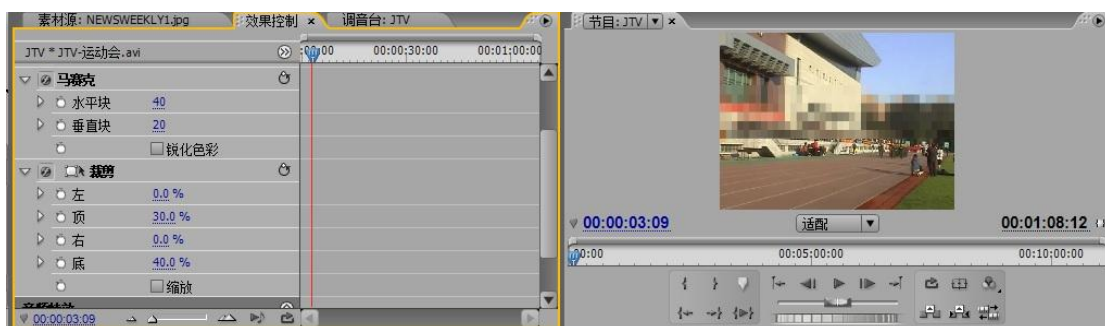 素材源: NEWSWEEKLY1.jpg
效果控制 ×
调音台: JTV
JTV * JTV-运动会.avi
:00:00 00:00:30:00 00:01:00:00
马赛克
水平块 40
垂直块 20
锐化色彩
裁剪
左 0.0 %
顶 30.0 %
右 0.0 %
底 40.0 %
缩放
音频特效
00:00:03:09
节目: JTV ×
00:00:03:09 适配 00:01:08:12
00:00 00:05:00:00 00:10:00:00